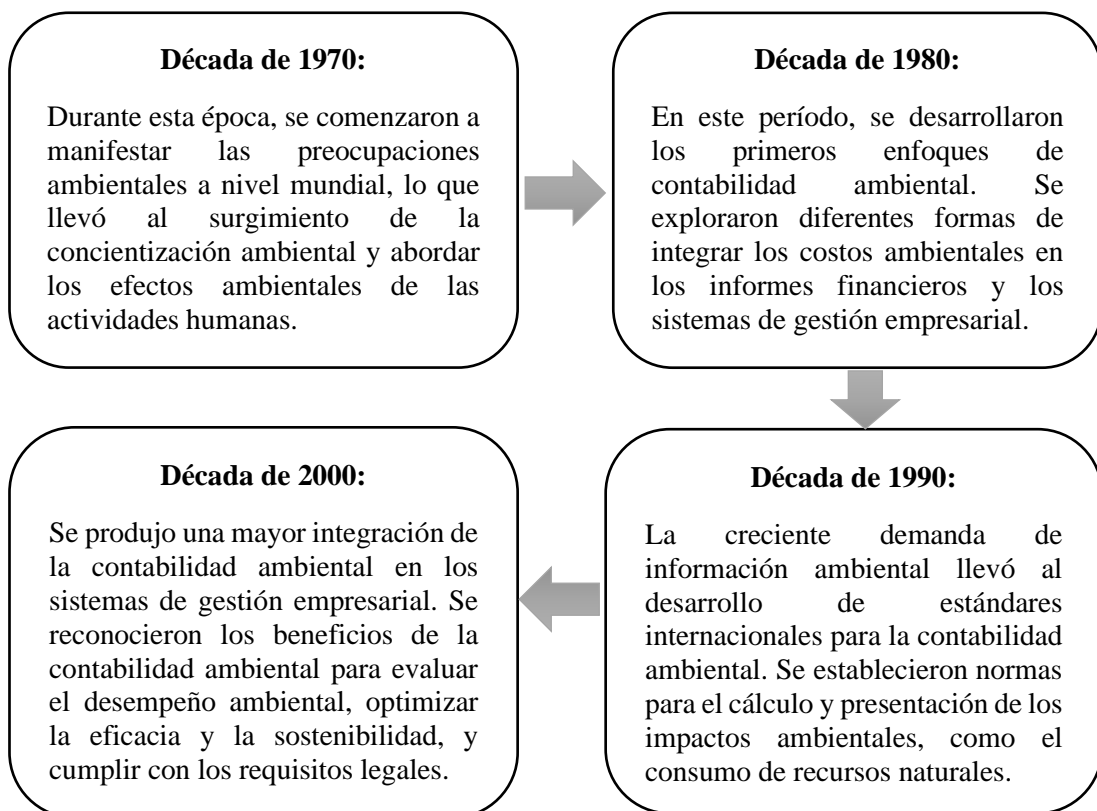 Década de 1970:
Durante esta época, se comenzaron a
manifestar las preocupaciones
ambientales a nivel mundial, lo que
llevó al surgimiento de la
concientización ambiental y abordar
los efectos ambientales de las
actividades humanas.
Década de 1980:
En este período, se desarrollaron
los primeros enfoques de
contabilidad ambiental. Se
exploraron diferentes formas de
integrar los costos ambientales en
los informes financieros y los
sistemas de gestión empresarial.
Década de 1990:
La creciente demanda de
información ambiental llevó al
desarrollo de estándares
internacionales para la contabilidad
ambiental. Se establecieron normas
para el cálculo y presentación de los
impactos ambientales, como el
consumo de recursos naturales.
Década de 2000:
Se produjo una mayor integración de
la contabilidad ambiental en los
sistemas de gestión empresarial. Se
reconocieron los beneficios de la
contabilidad ambiental para evaluar
el desempeño ambiental, optimizar
la eficacia y la sostenibilidad, y
cumplir con los requisitos legales.